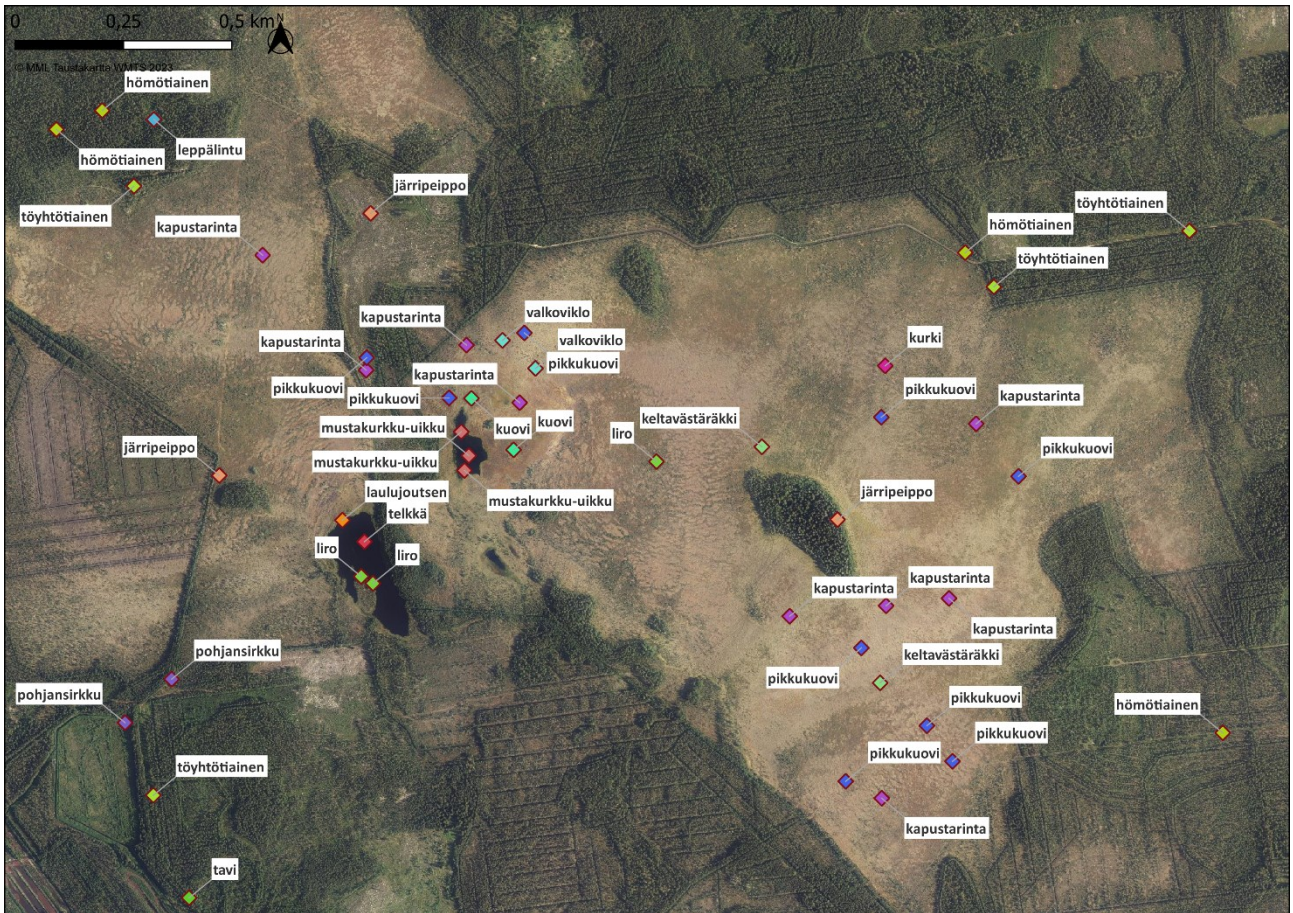 0 0,25 0,5 km N
© MML Taustakartta WMTS 2023
hömötiainen
leppälintu
hömötiainen
järripeippo
töyhtötiainen
töyhtötiainen
kapustarinta
hömötiainen
töyhtötiainen
valkoviklo
kapustarinta
kapustarinta
valkoviklo
kurki
pikkukuovi
kapustarinta
pikkukuovi
pikkukuovi
kapustarinta
pikkukuovi
keltavästäräkki
kuovi
mustakurkku-uikku
kuovi
liro
järripeippo
pikkukuovi
mustakurkku-uikku
laulujoutsen
järripeippo
mustakurkku-uikku
telkkä
liro
liro
kapustarinta
kapustarinta
kapustarinta
pohjansirkku
keltavästäräkki
pikkukuovi
pohjansirkku
pikkukuovi
hömötiainen
pikkukuovi
pikkukuovi
töyhtötiainen
kapustarinta
tavi